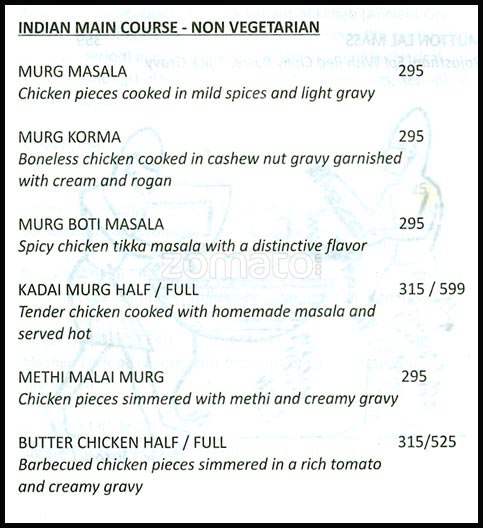 INDIAN MAIN COURSE - NON VEGETARIAN
MURG MASALA 295
Chicken pieces cooked in mild spices and light gravy
MURG KORMA 295
Boneless chicken cooked in cashew nut gravy garnished
with cream and rogan
MURG BOTI MASALA 295
Spicy chicken tikka masala with a distinctive flavor
zomato
KADAI MURG HALF / FULL 315 / 599
Tender chicken cooked with homemade masala and
served hot
METHI MALAI MURG 295
Chicken pieces simmered with methi and creamy gravy
BUTTER CHICKEN HALF / FULL 315/525
Barbecued chicken pieces simmered in a rich tomato
and creamy gravy